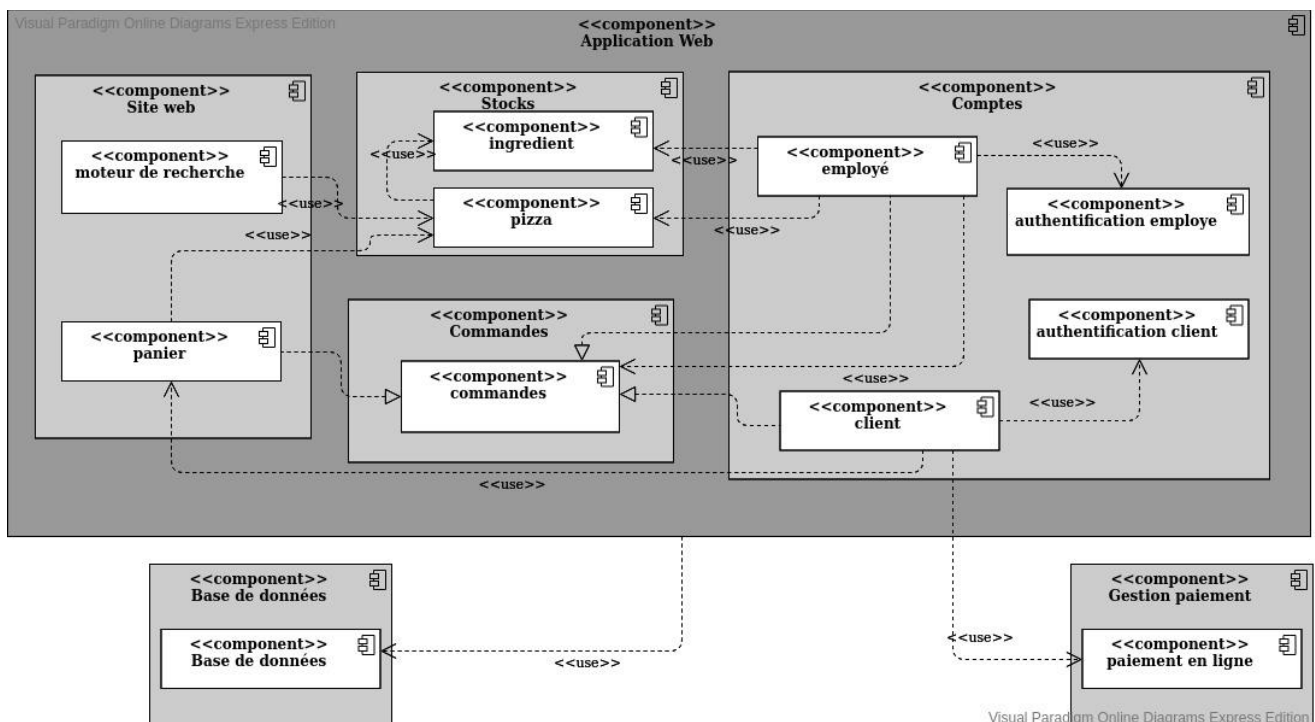 Visual Paradigm Online Diagrams Express Edition
<<component>>
Application Web
<<component>>
Site web
<<component>>
moteur de recherche
<<use>>
<<use>>
<<component>>
panier
<<component>>
Stocks
<<component>>
ingredient
<<use>>
<<component>>
pizza
<<component>>
Commandes
<<component>>
commandes
<<component>>
Comptes
<<component>>
employé
<<use>>
<<use>>
<<use>>
<<component>>
authentification employe
<<component>>
authentification client
<<use>>
<<component>>
client
<<use>>
<<use>>
<<component>>
Base de données
<<component>>
Base de données
<<use>>
<<component>>
Gestion paiement
<<use>>
<<component>>
paiement en ligne
Visual Paradigm Online Diagrams Express Edition